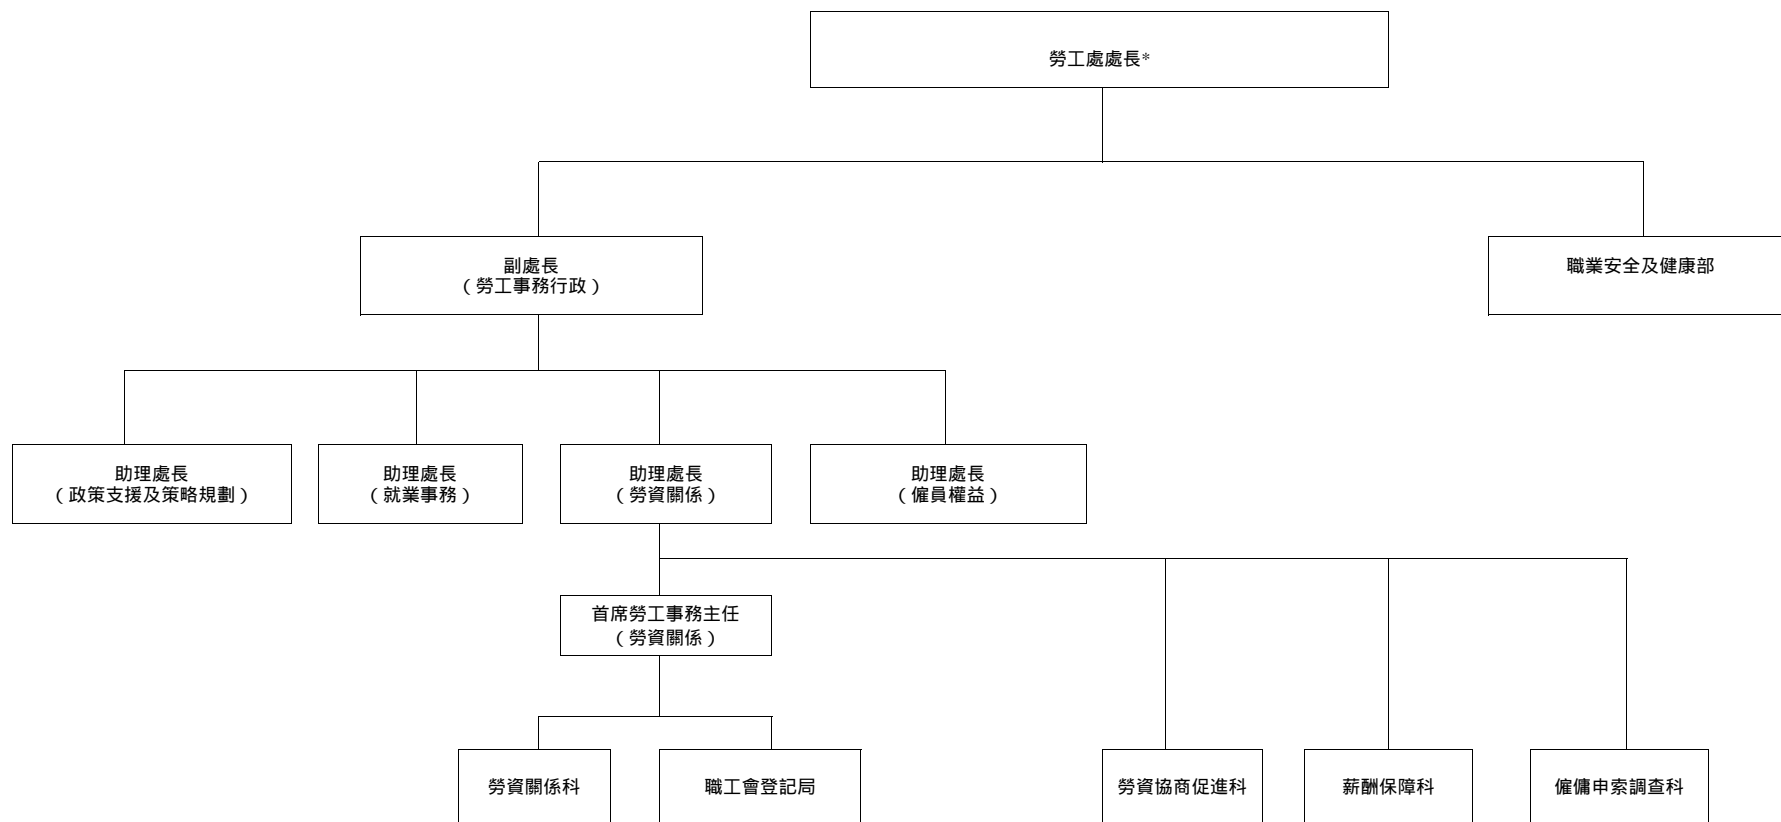 勞工處處長*
副處長
（勞工事務行政）
職業安全及健康部
助理處長
（政策支援及策略規劃）
助理處長
（就業事務）
助理處長
（勞資關係）
助理處長
（僱員權益）
首席勞工事務主任
（勞資關係）
勞資關係科
職工會登記局
勞資協商促進科
薪酬保障科
僱傭申索調查科